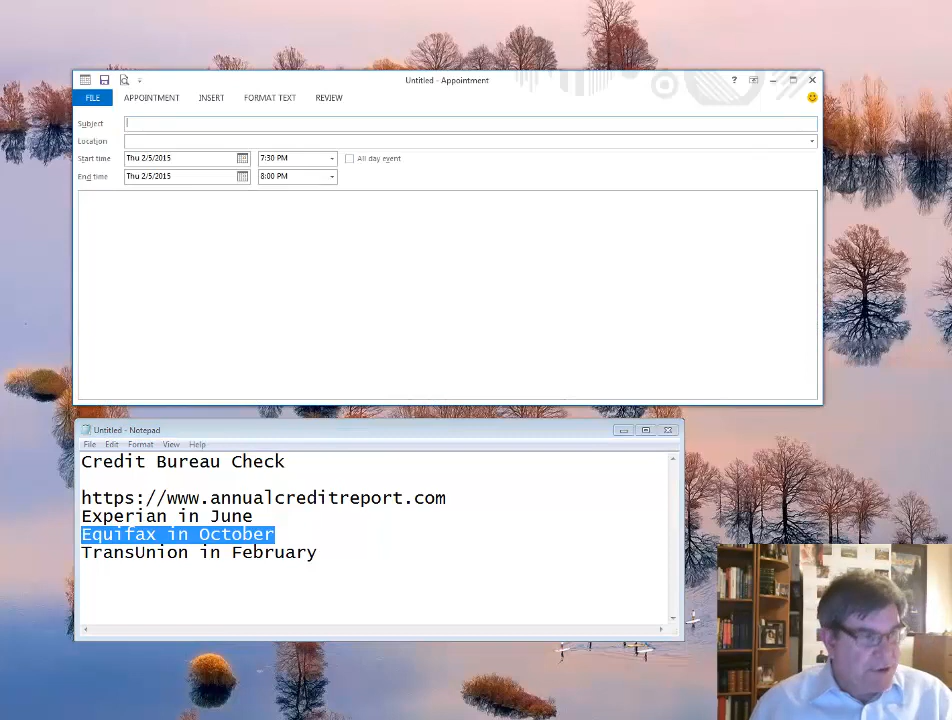 Untitled - Appointment
?
FILE APPOINTMENT INSERT FORMAT TEXT REVIEW
Subject
Location
Start time Thu 2/5/2015 7:30 PM All day event
End time Thu 2/5/2015 8:00 PM
Untitled - Notepad
File Edit Format View Help
Credit Bureau Check
https://www.annualcreditreport.com
Experian in June
Equifax in October
TransUnion in February